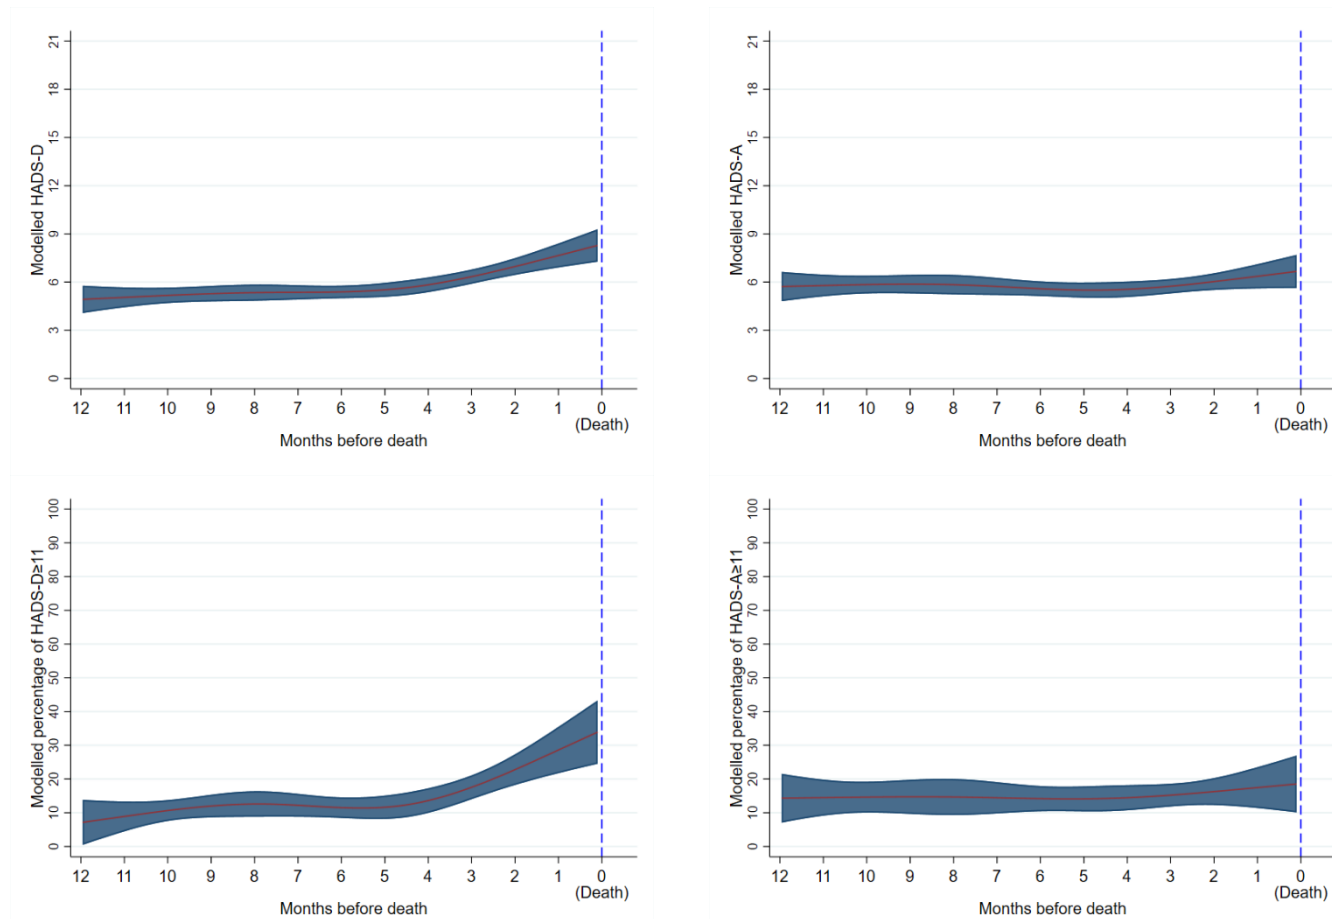 Modelled HADS-D
21
18
15
12
9
6
3
0
12 11 10 9 8 7 6 5 4 3 2 1 0
(Death)
Months before death
Modelled HADS-A
21
18
15
12
9
6
3
0
12 11 10 9 8 7 6 5 4 3 2 1 0
(Death)
Months before death
Modelled percentage of HADS-D≥11
100
90
80
70
60
50
40
30
20
10
0
12 11 10 9 8 7 6 5 4 3 2 1 0
(Death)
Months before death
Modelled percentage of HADS-A≥11
100
90
80
70
60
50
40
30
20
10
0
12 11 10 9 8 7 6 5 4 3 2 1 0
(Death)
Months before death